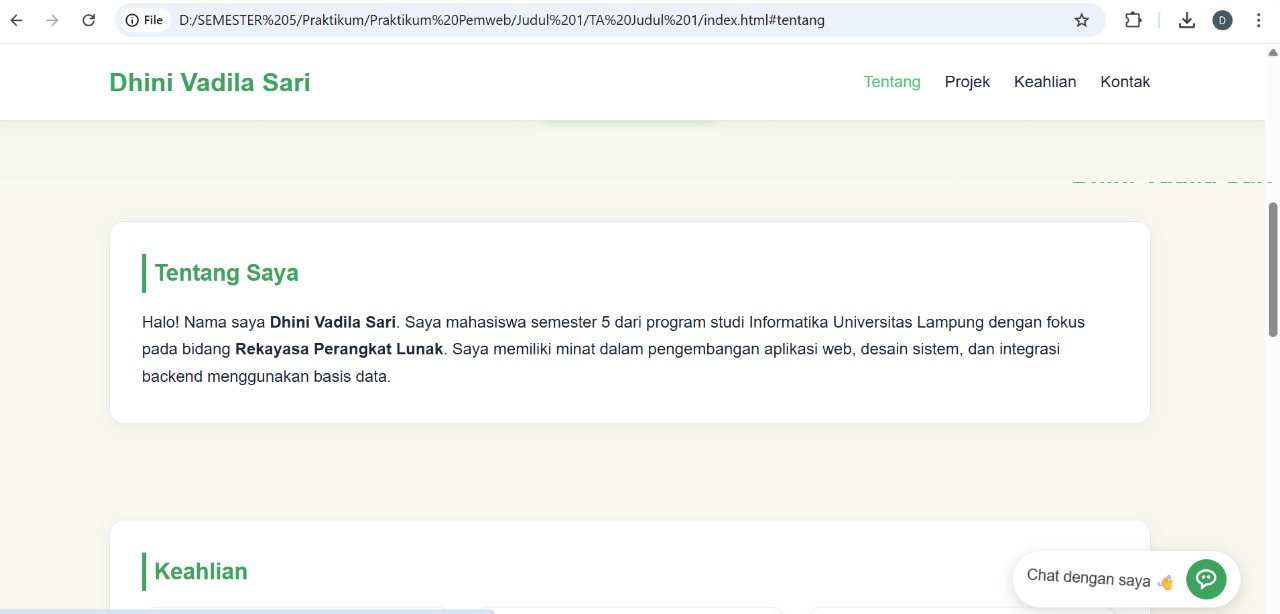 File D:/SEMESTER%205/Praktikum/Praktikum%20Pemweb/Judul%201/TA%20Judul%201/index.html#tentang
D
Dhini Vadila Sari
Tentang Projek Keahlian Kontak
Tentang Saya
Halo! Nama saya Dhini Vadila Sari. Saya mahasiswa semester 5 dari program studi Informatika Universitas Lampung dengan fokus
pada bidang Rekayasa Perangkat Lunak. Saya memiliki minat dalam pengembangan aplikasi web, desain sistem, dan integrasi
backend menggunakan basis data.
Keahlian
Chat dengan saya 👋